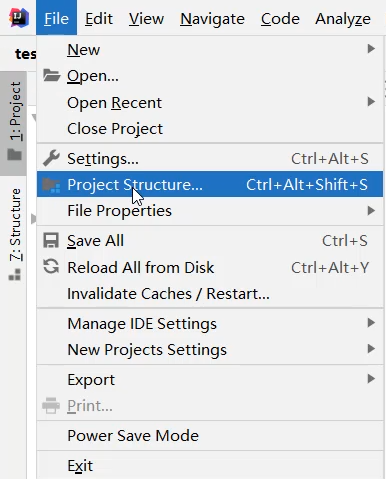 File Edit View Navigate Code Analyze
tes
1: Project
7: Structure
New
Open...
Open Recent
Close Project
Settings... Ctrl+Alt+S
Project Structure... Ctrl+Alt+Shift+S
File Properties
Save All Ctrl+S
Reload All from Disk Ctrl+Alt+Y
Invalidate Caches / Restart...
Manage IDE Settings
New Projects Settings
Export
Print...
Power Save Mode
Exit